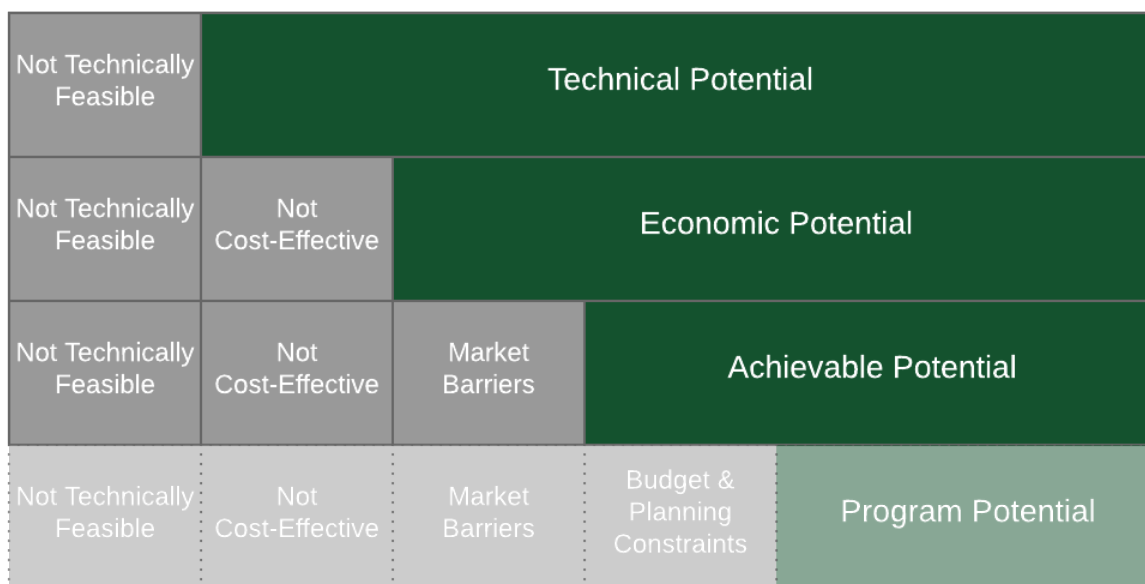 Not Technically
Feasible
Technical Potential
Not Technically
Feasible
Not
Cost-Effective
Economic Potential
Not Technically
Feasible
Not
Cost-Effective
Market
Barriers
Achievable Potential
Not Technically
Feasible
Not
Cost-Effective
Market
Barriers
Budget &
Planning
Constraints
Program Potential